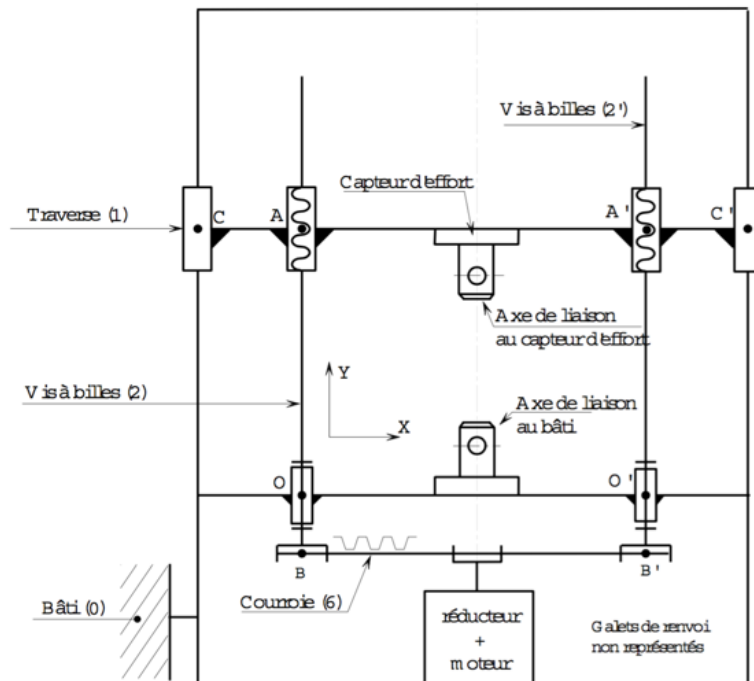 Vis à billes (2')
Capteur d'effort
Traverse (1)
C
A
A'
C'
Axe de liaison
au capteur d'effort
Y
X
Vis à billes (2)
Axe de liaison
au bâti
O
O'
B
B'
Courroie (6)
Bâti (0)
réducteur
+
moteur
Galets de renvoi
non représentés